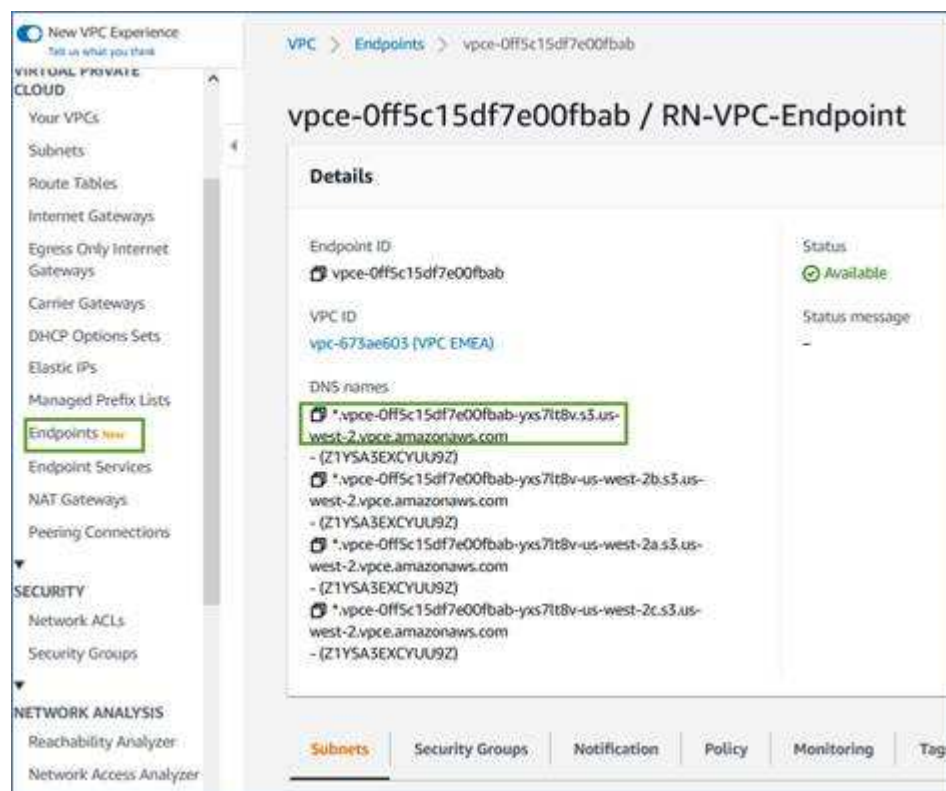 New VPC Experience
Tell us what you think
VIRTUAL PRIVATE
CLOUD
Your VPCs
Subnets
Route Tables
Internet Gateways
Egress Only Internet
Gateways
Carrier Gateways
DHCP Options Sets
Elastic IPs
Managed Prefix Lists
Endpoints New
Endpoint Services
NAT Gateways
Peering Connections
SECURITY
Network ACLs
Security Groups
NETWORK ANALYSIS
Reachability Analyzer
Network Access Analyzer
VPC > Endpoints > vpce-0ff5c15df7e00fbab
vpce-0ff5c15df7e00fbab / RN-VPC-Endpoint
Details
Endpoint ID
vpce-0ff5c15df7e00fbab
VPC ID
vpc-673ae603 (VPC EMEA)
DNS names
*.vpce-0ff5c15df7e00fbab-yxs7lt8v.s3.us-
west-2.vpce.amazonaws.com
- (Z1YSA3EXCYUU9Z)
*.vpce-0ff5c15df7e00fbab-yxs7lt8v-us-west-2b.s3.us-
west-2.vpce.amazonaws.com
- (Z1YSA3EXCYUU9Z)
*.vpce-0ff5c15df7e00fbab-yxs7lt8v-us-west-2a.s3.us-
west-2.vpce.amazonaws.com
- (Z1YSA3EXCYUU9Z)
*.vpce-0ff5c15df7e00fbab-yxs7lt8v-us-west-2c.s3.us-
west-2.vpce.amazonaws.com
- (Z1YSA3EXCYUU9Z)
Status
Available
Status message
-
Subnets Security Groups Notification Policy Monitoring Tag